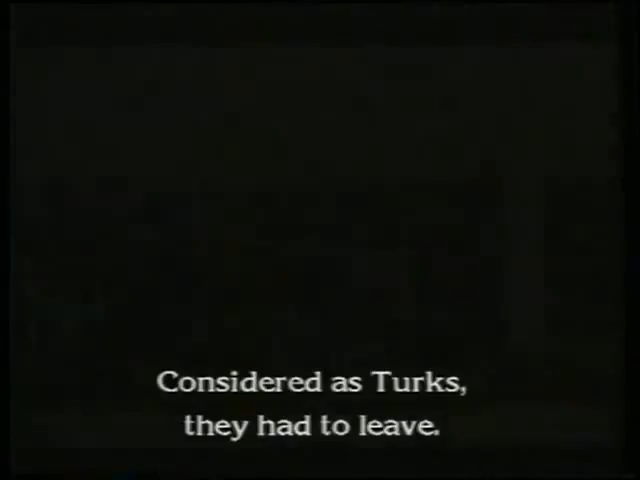 Considered as Turks,
they had to leave.